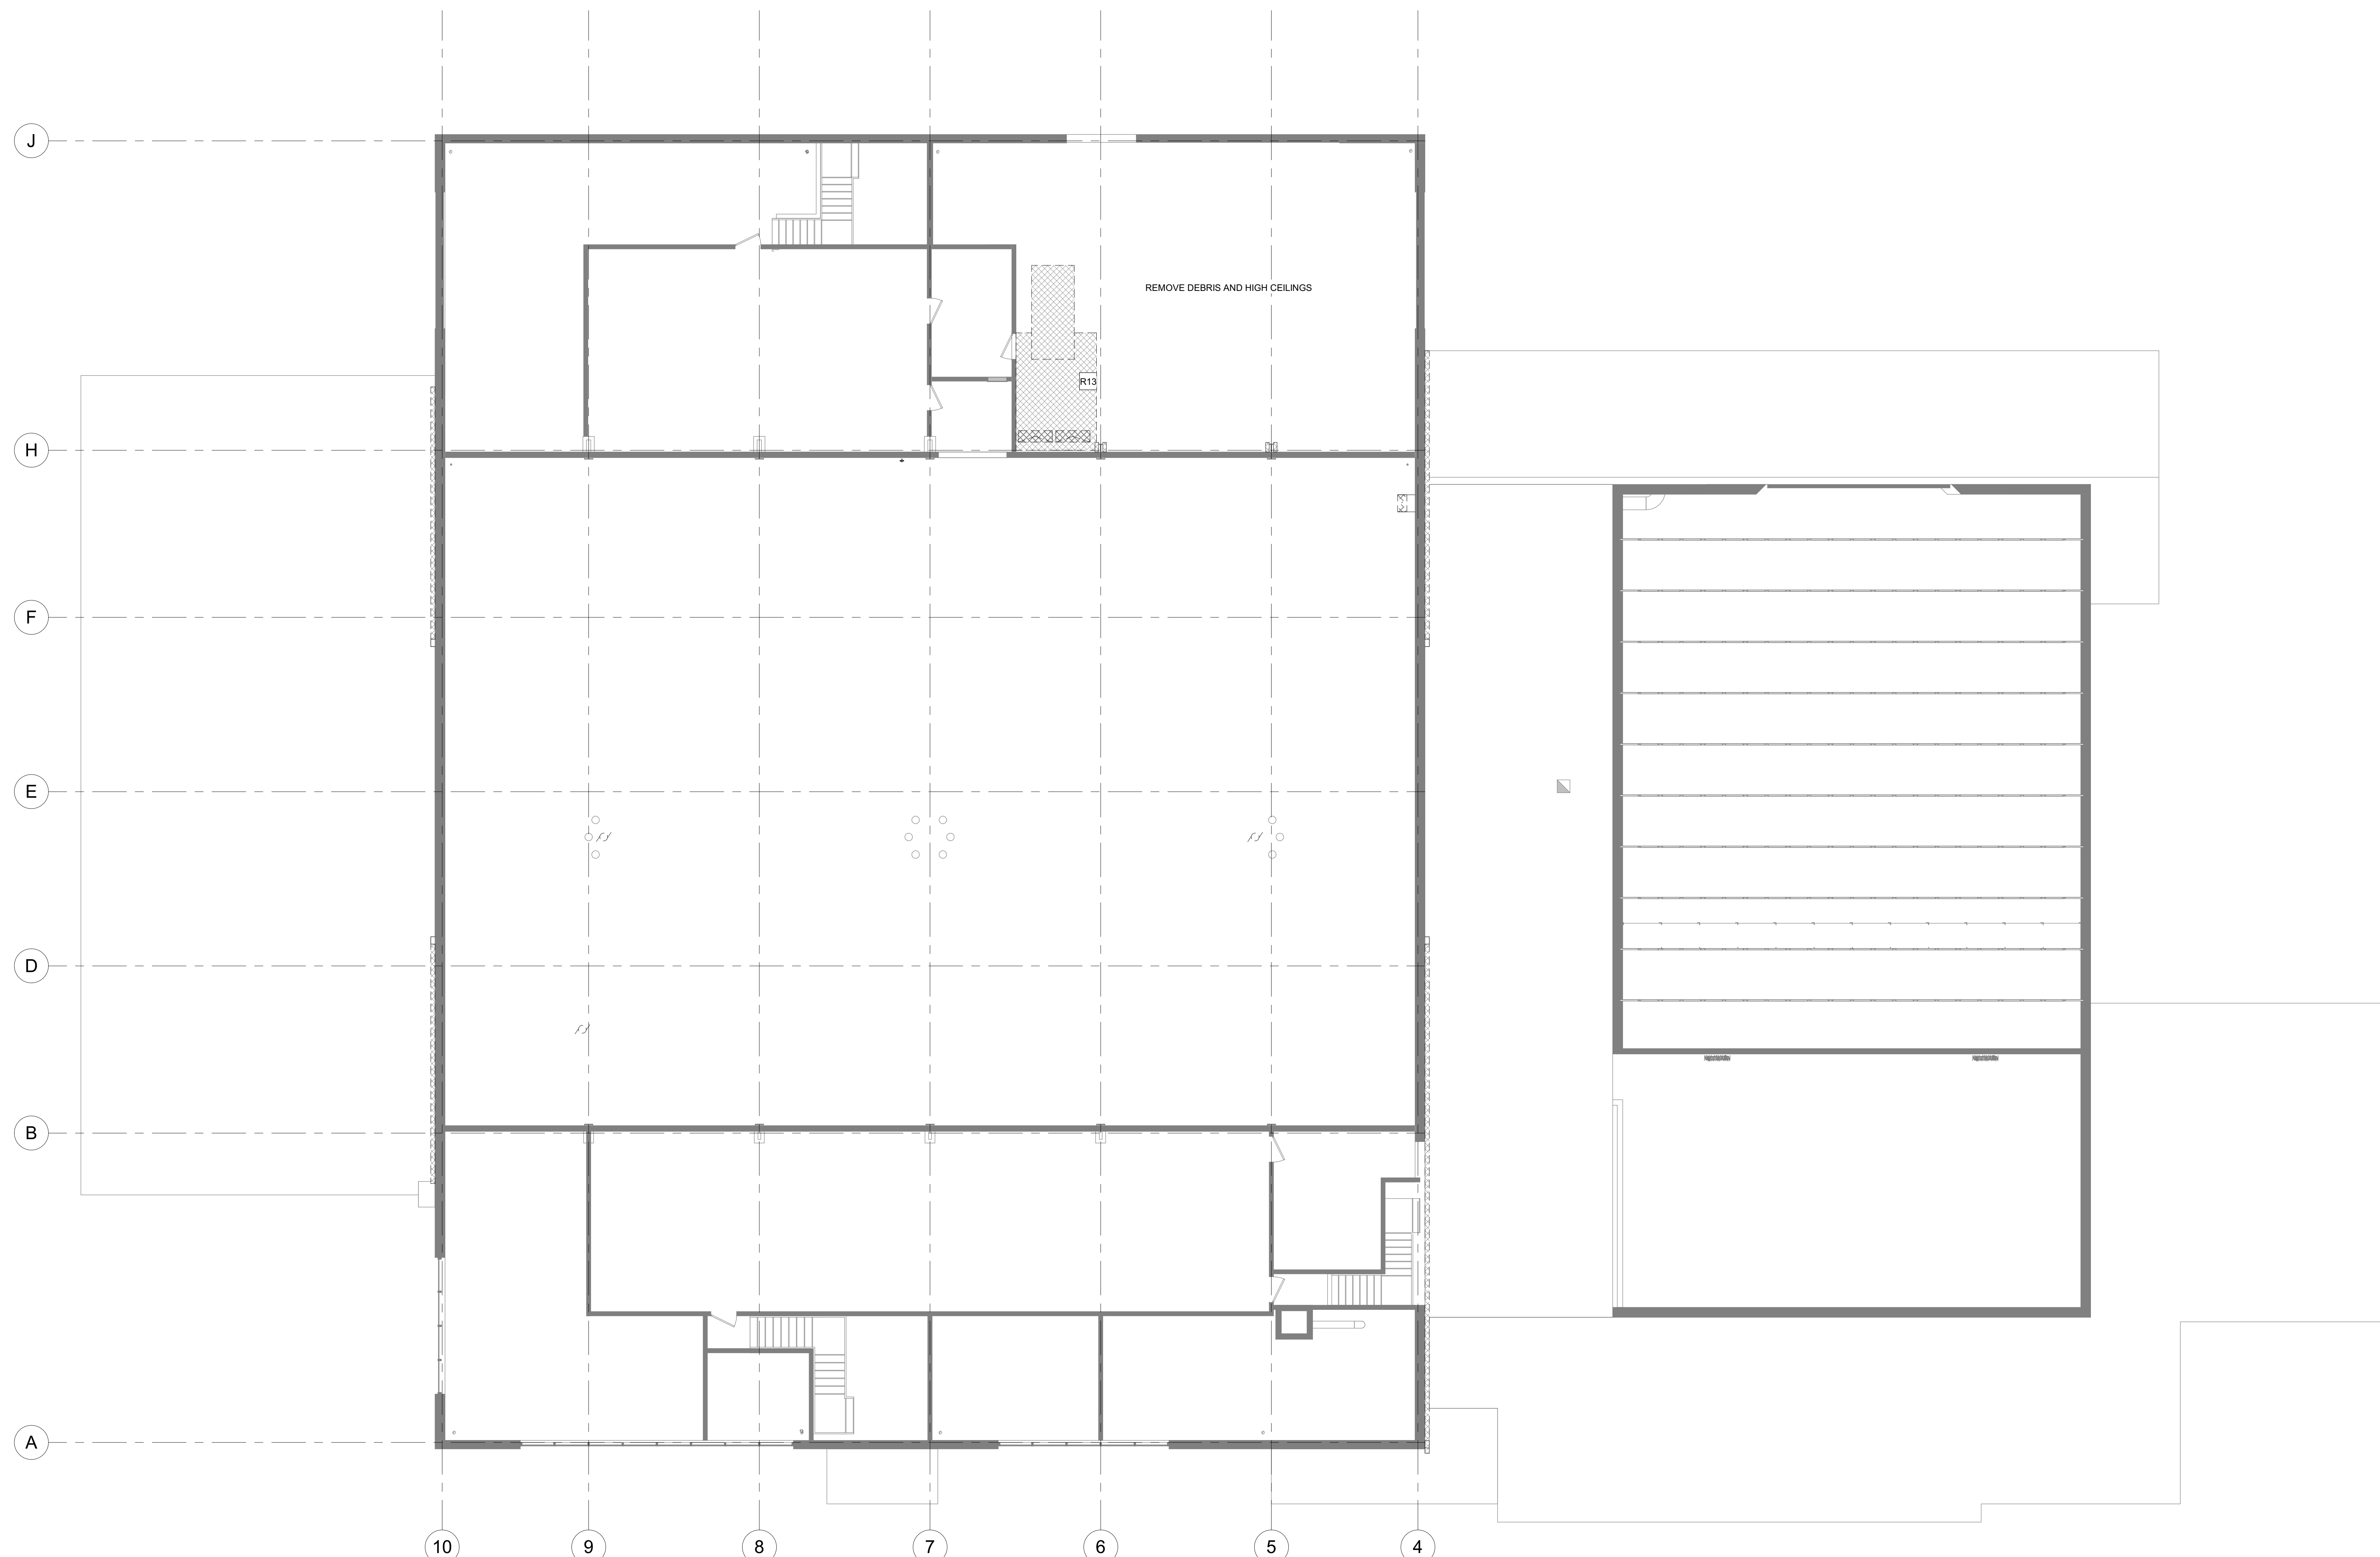 J
REMOVE DEBRIS AND HIGH CEILINGS
R13
H
F
E
D
B
A
10 9 8 7 6 5 4